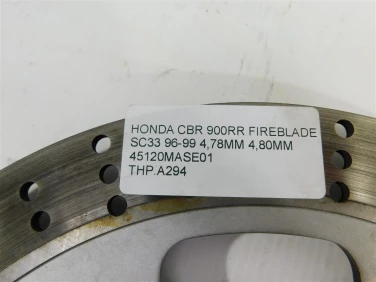 HONDA CBR 900RR FIREBLADE
SC33 96-99 4,78MM 4,80MM
45120MASE01
THP.A294